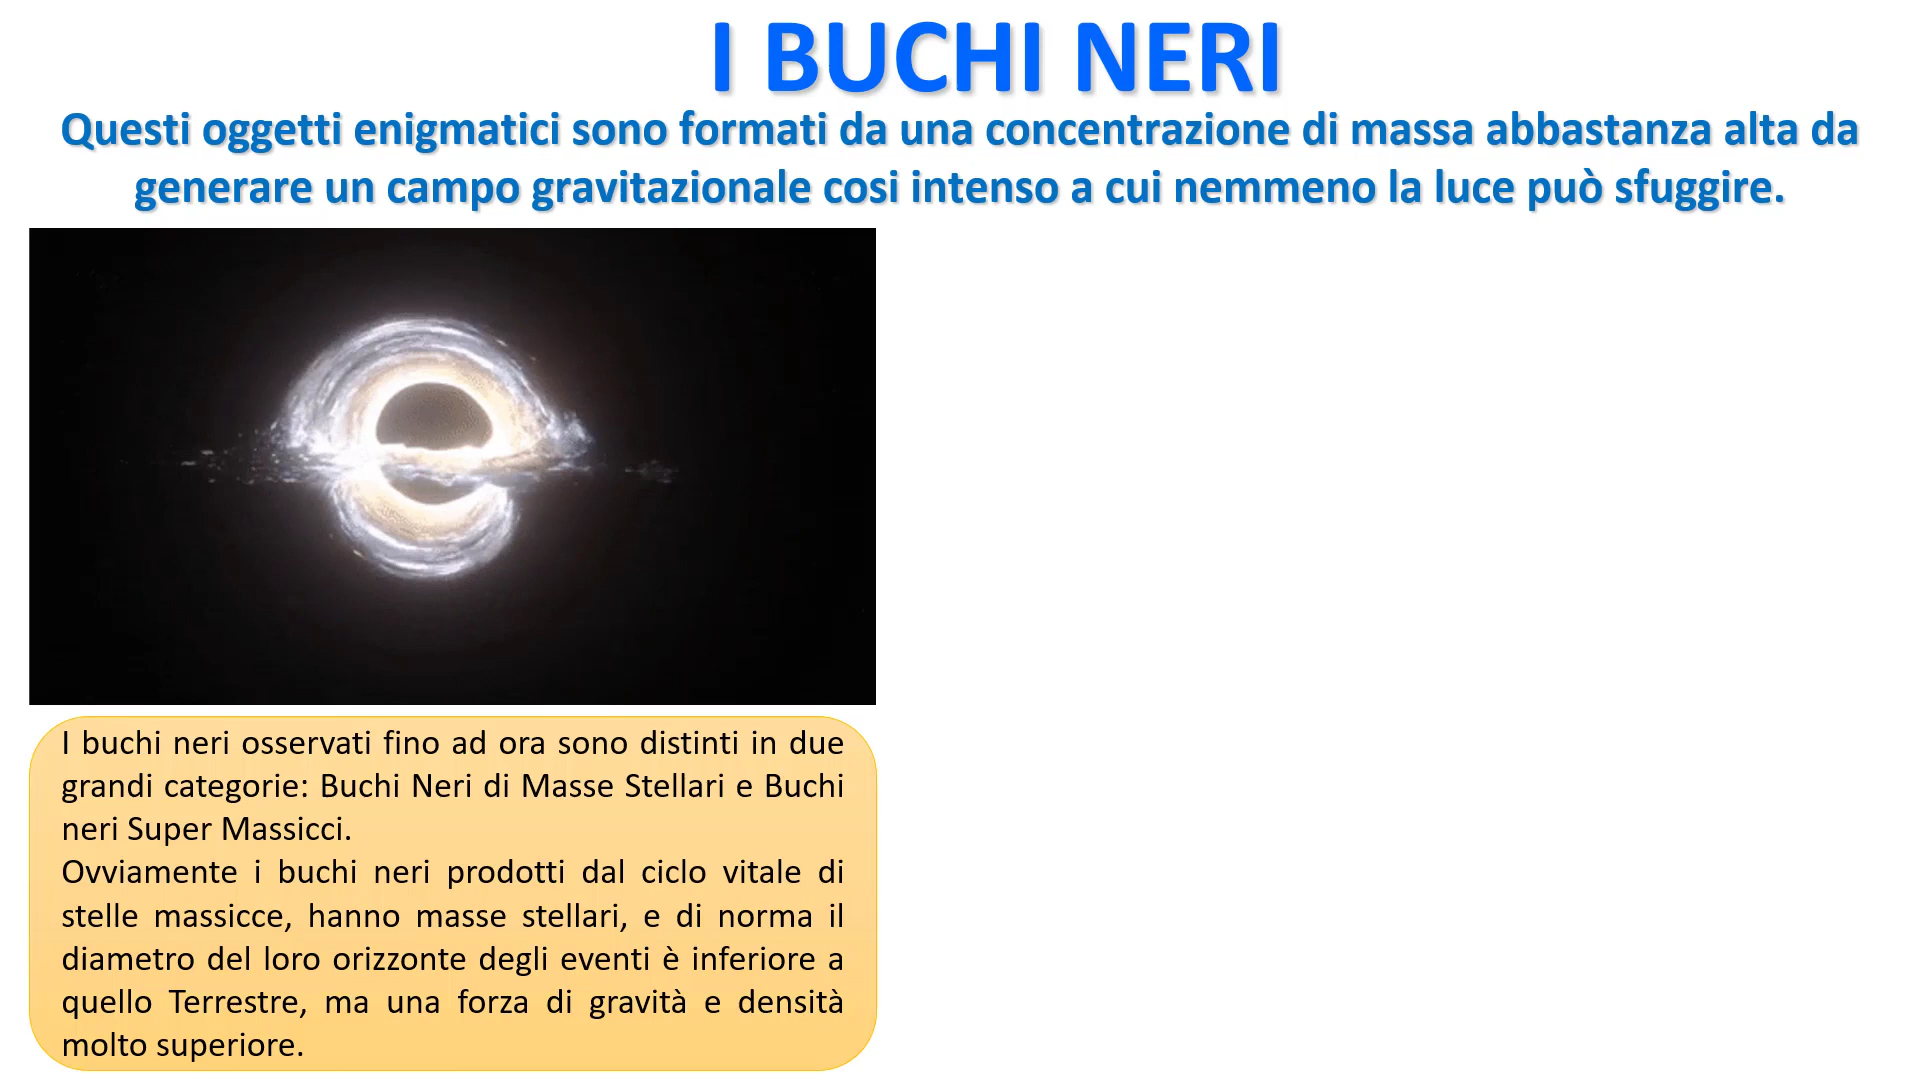 I BUCHI NERI
Questi oggetti enigmatici sono formati da una concentrazione di massa abbastanza alta da
generare un campo gravitazionale cosi intenso a cui nemmeno la luce può sfuggire.
I buchi neri osservati fino ad ora sono distinti in due
grandi categorie: Buchi Neri di Masse Stellari e Buchi
neri Super Massicci.
Ovviamente i buchi neri prodotti dal ciclo vitale di
stelle massicce, hanno masse stellari, e di norma il
diametro del loro orizzonte degli eventi è inferiore a
quello Terrestre, ma una forza di gravità e densità
molto superiore.